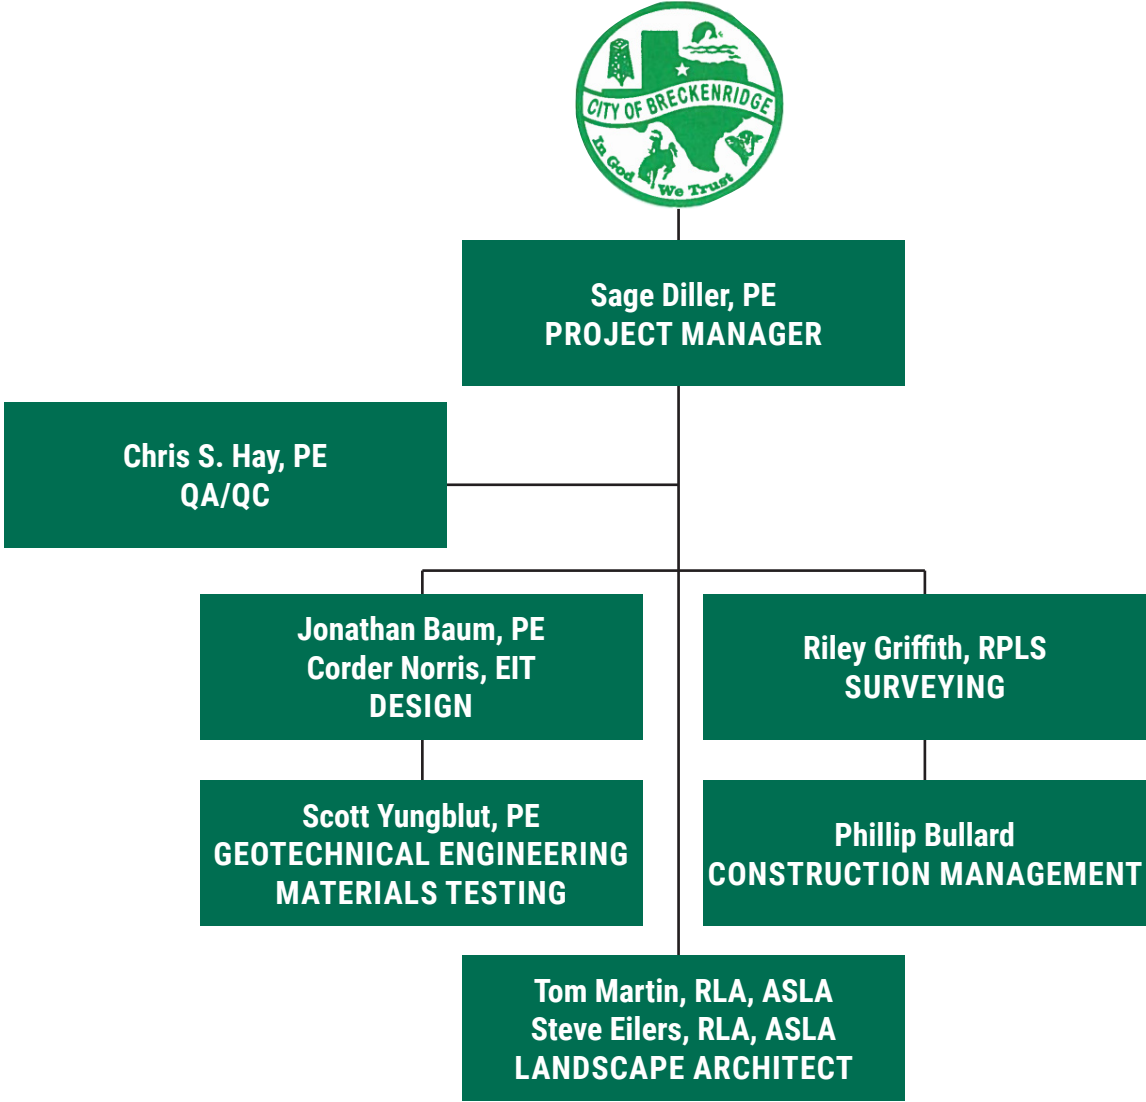 CITY OF BRECKENRIDGE
In God We Trust
Sage Diller, PE
PROJECT MANAGER
Chris S. Hay, PE
QA/QC
Jonathan Baum, PE
Corder Norris, EIT
DESIGN
Riley Griffith, RPLS
SURVEYING
Scott Yungblut, PE
GEOTECHNICAL ENGINEERING
MATERIALS TESTING
Phillip Bullard
CONSTRUCTION MANAGEMENT
Tom Martin, RLA, ASLA
Steve Eilers, RLA, ASLA
LANDSCAPE ARCHITECT